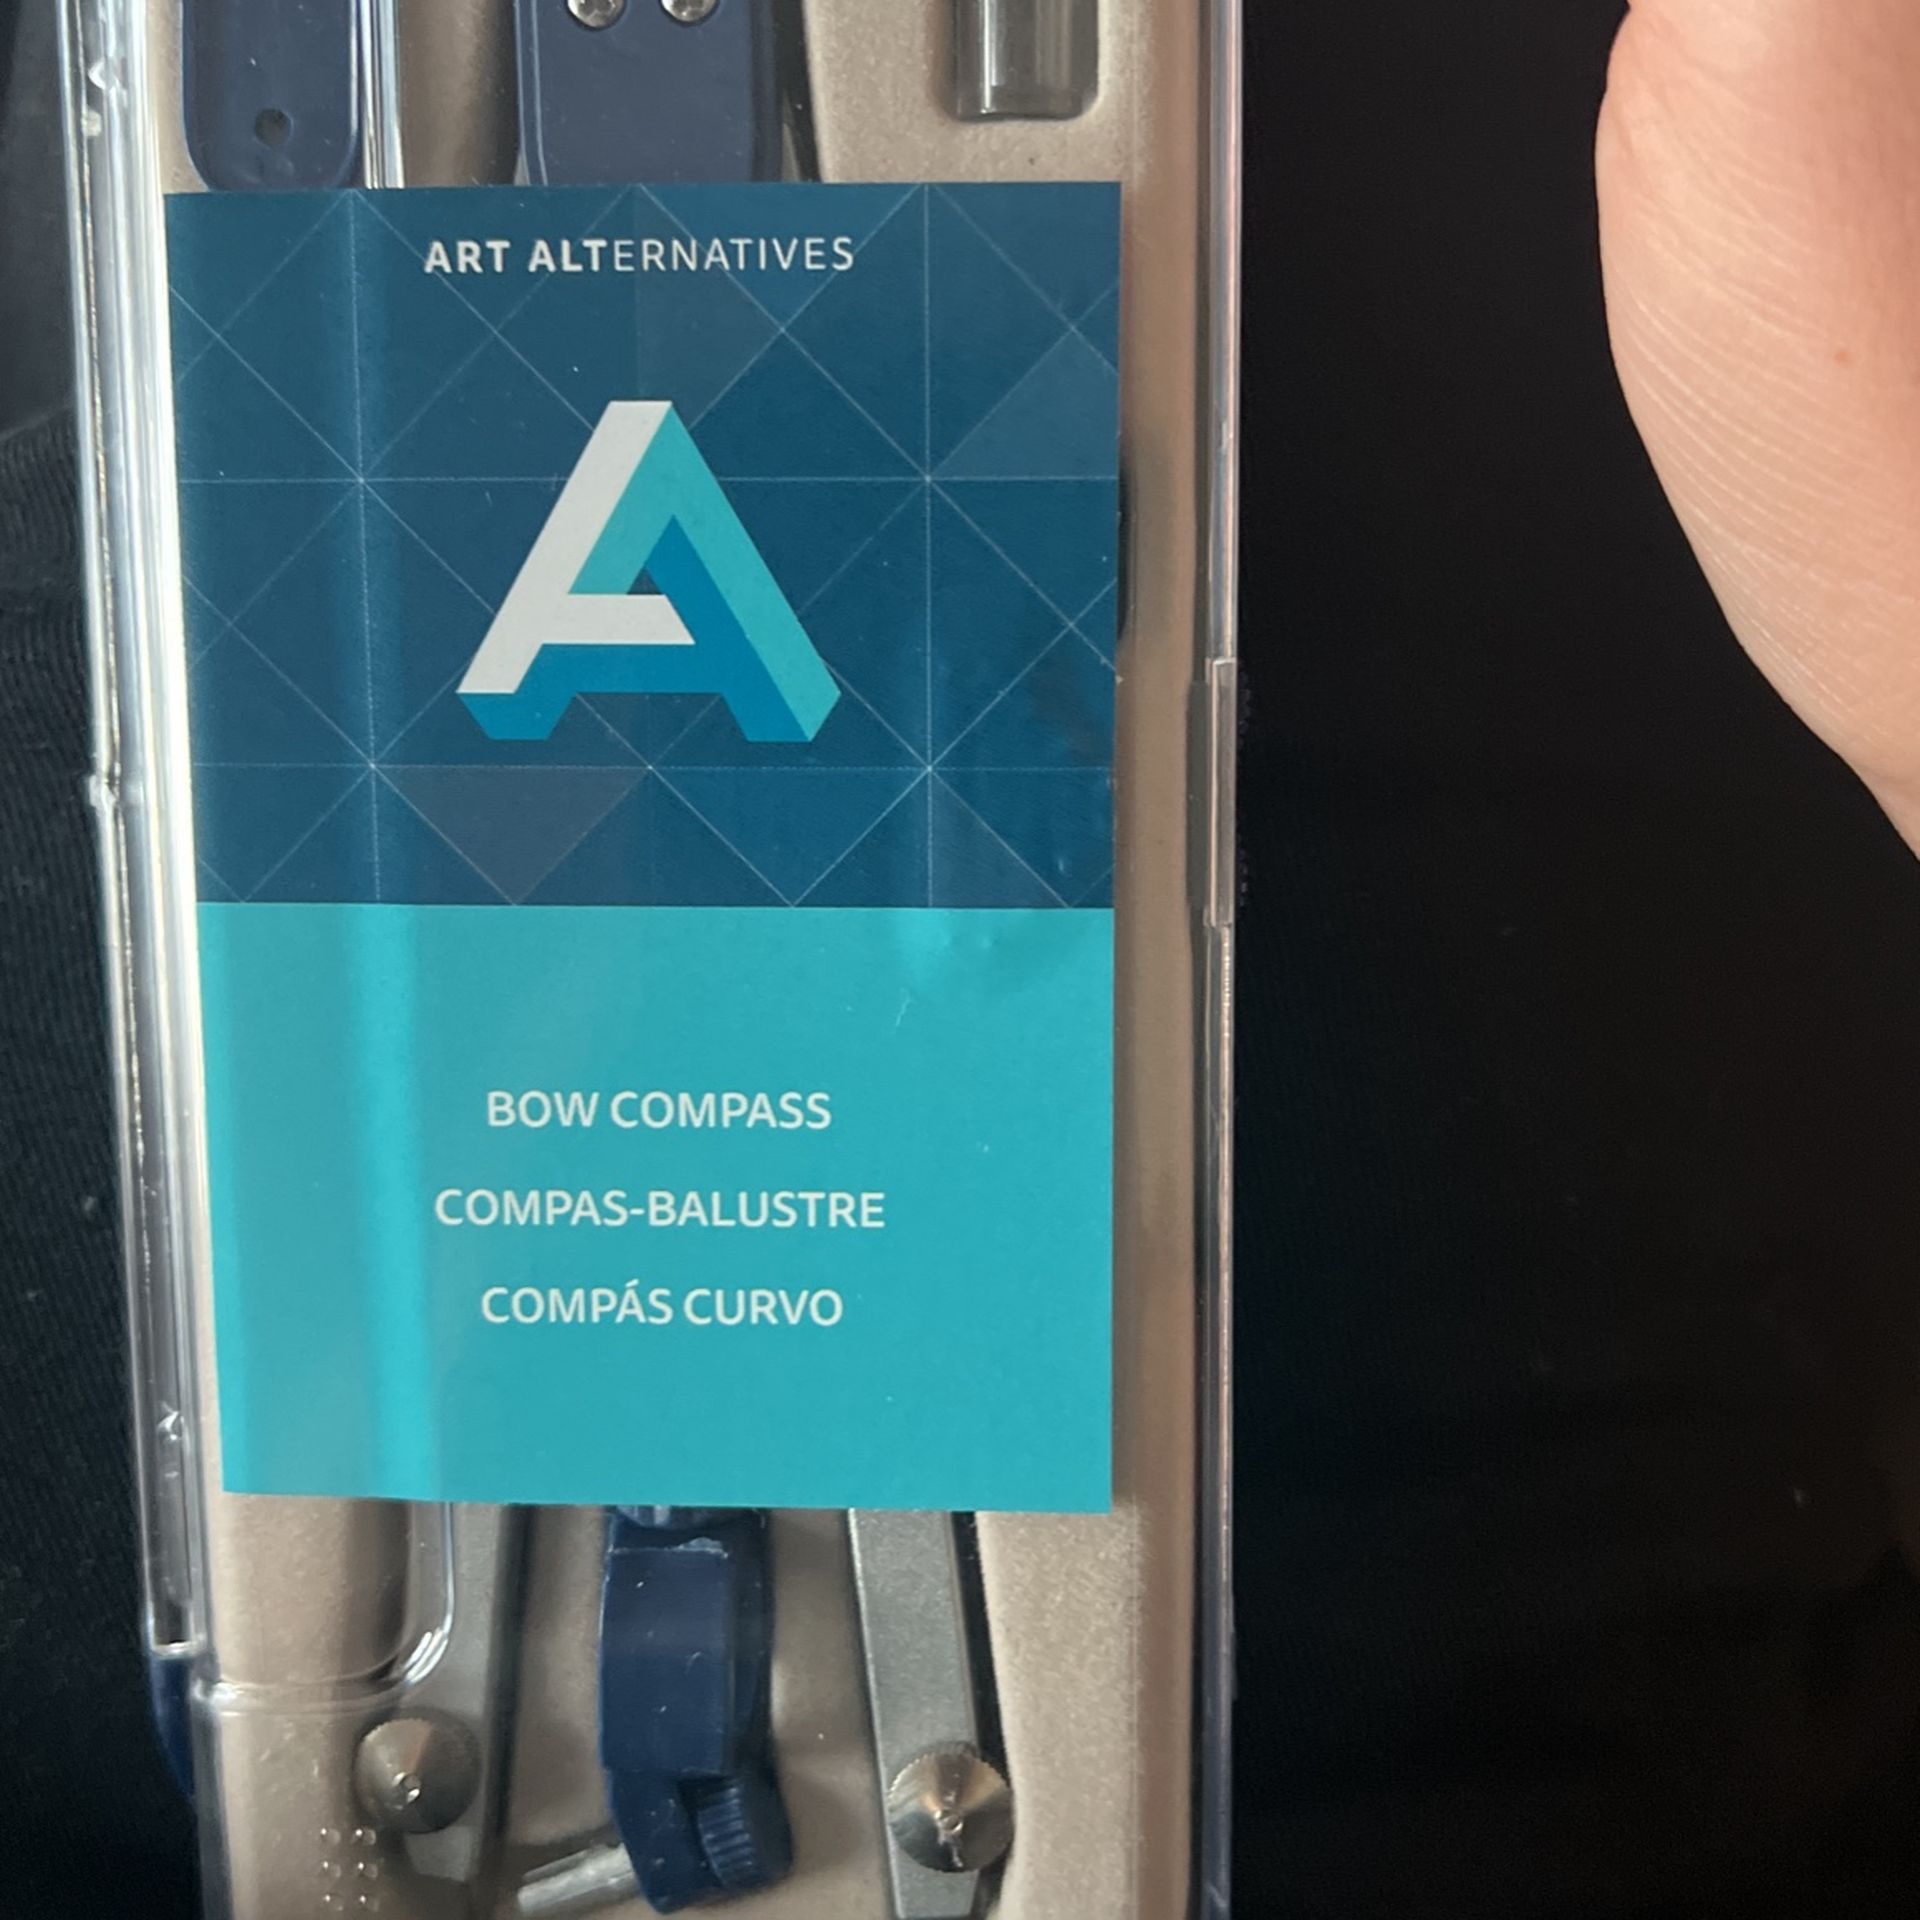 ART ALTERNATIVES
BOW COMPASS
COMPAS-BALUSTRE
COMPÁS CURVO